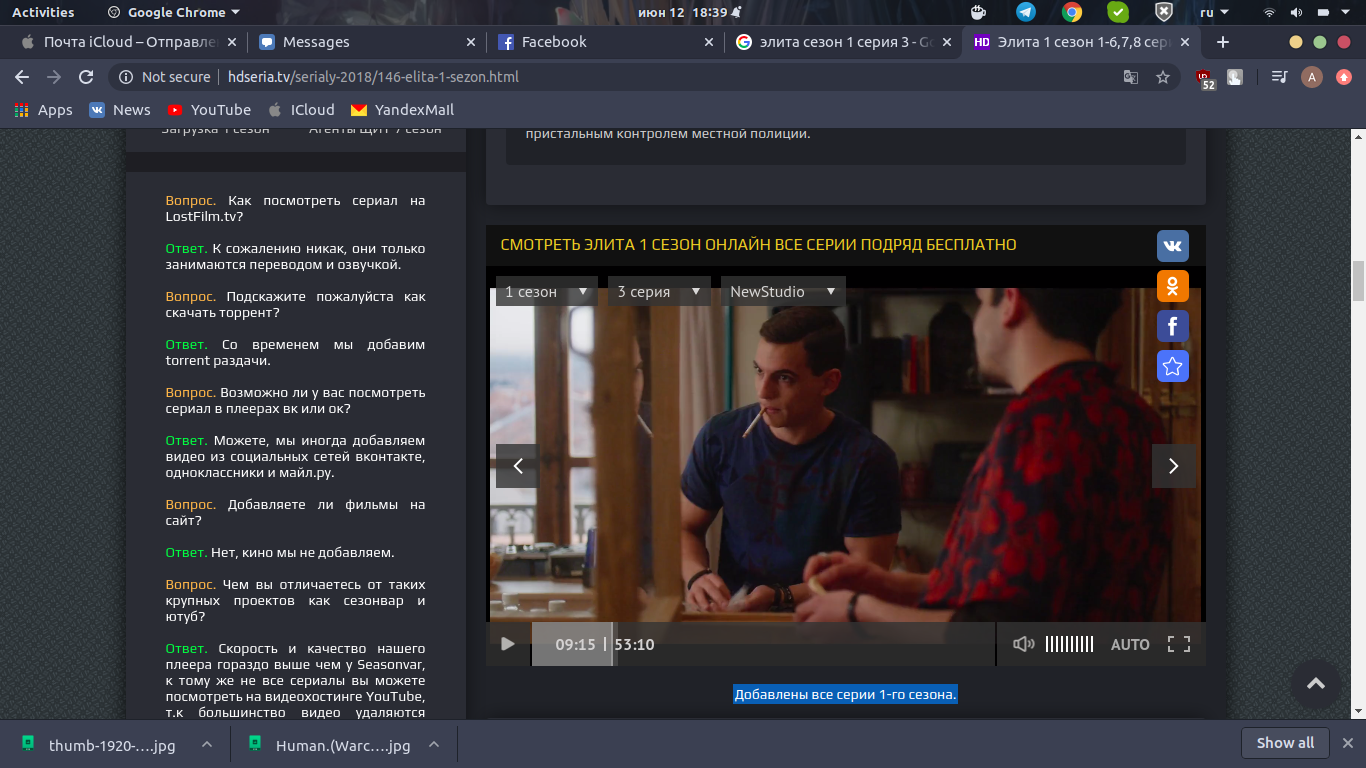 Activities
Google Chrome
июн 12 18:39
ru
Почта iCloud – Отправле
Messages
Facebook
элита сезон 1 серия 3 - Go
HD Элита 1 сезон 1-6,7,8 сери
Not secure
hdseria.tv/serialy-2018/146-elita-1-sezon.html
52
A
Apps
News
YouTube
ICloud
YandexMAIl
Загрузка 1 сезон
Агенты ЩИТ 7 сезон
Вопрос. Как посмотреть сериал на
LostFilm.tv?
Ответ. К сожалению никак, они только
занимаются переводом и озвучкой.
Вопрос. Подскажите пожалуйста как
скачать торрент?
Ответ. Со временем мы добавим
torrent раздачи.
Вопрос. Возможно ли у вас посмотреть
сериал в плеерах вк или ок?
Ответ. Можете, мы иногда добавляем
видео из социальных сетей вконтакте,
одноклассники и майл.ру.
Вопрос. Добавляете ли фильмы на
сайт?
Ответ. Нет, кино мы не добавляем.
Вопрос. Чем вы отличаетесь от таких
крупных проектов как сезонвар и
ютуб?
Ответ. Скорость и качество нашего
плеера гораздо выше чем у Seasonvar,
к тому же не все сериалы вы можете
посмотреть на видеохостинге YouTube,
т.к большинство видео удаляются
пристальным контролем местной полиции.
СМОТРЕТЬ ЭЛИТА 1 СЕЗОН ОНЛАЙН ВСЕ СЕРИИ ПОДРЯД БЕСПЛАТНО
1 сезон
3 серия
NewStudio
09:15 | 53:10
AUTO
Добавлены все серии 1-го сезона.
thumb-1920-....jpg
Human.(Warc....jpg
Show all